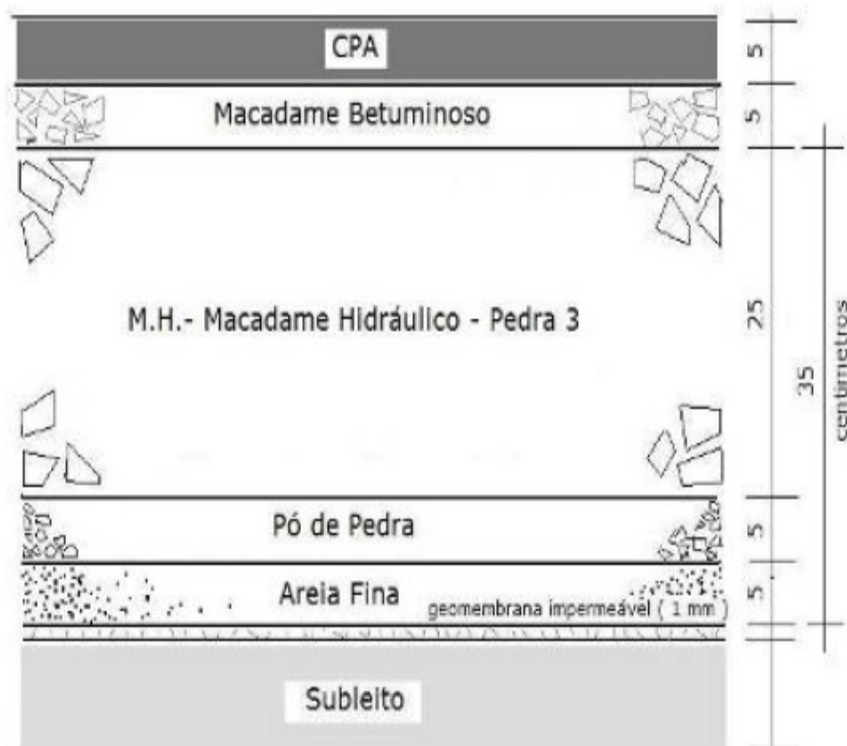 CPA
5
Macadame Betuminoso
5
M.H.- Macadame Hidráulico - Pedra 3
25
35
centímetros
Pó de Pedra
5
Areia Fina
5
geomembrana impermeável ( 1 mm )
Subleito